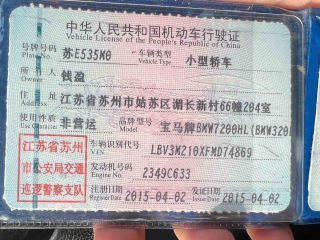 中华人民共和国机动车行驶证
Vehicle License of the People's Republic of China
号牌号码 苏E535M0 车辆类型 小型轿车
Plate No. Vehicle Type
所有人 钱盈
Owner
住址 江苏省苏州市姑苏区湄长新村66幢204室
Address
使用性质 非营运 品牌型号 宝马牌BMW7200HL(BMW320
Use Character Model
江苏省苏州 车辆识别代号 LBV3M210XFMD74869
VIN
市公安局交通 发动机号码 2349C633
Engine No.
巡逻警察支队 注册日期 2015-04-02 发证日期 2015-04-02
Register Date Issue Date